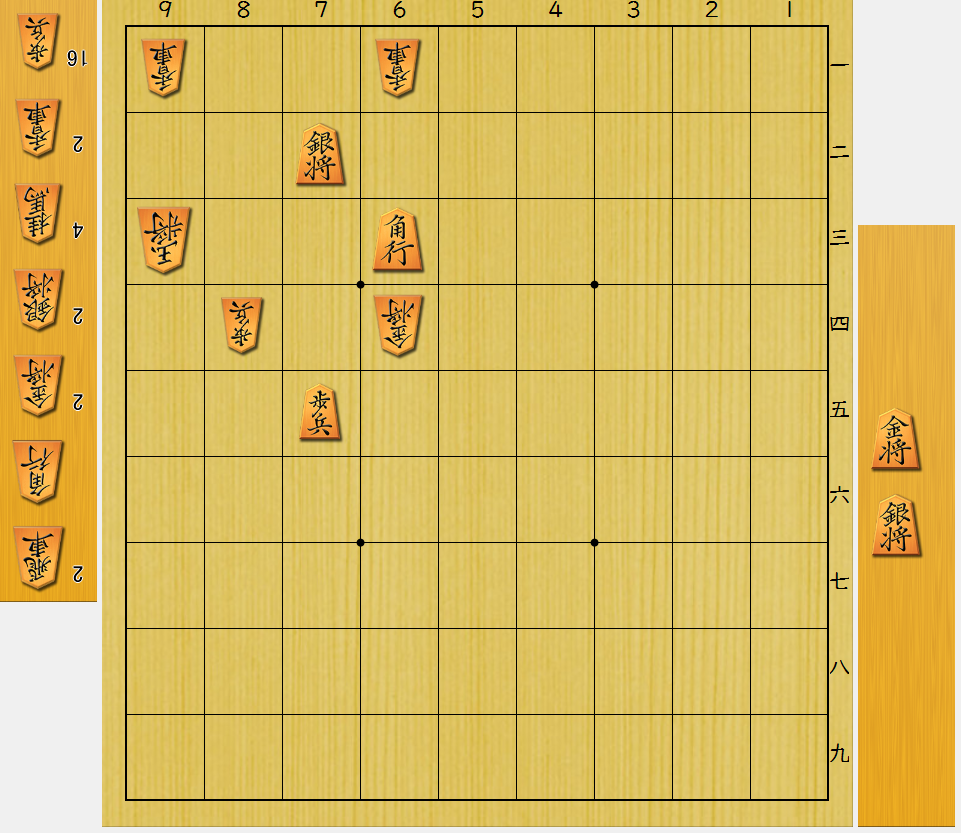 9 8 7 6 5 4 3 2 1
歩兵 16
香車 2
桂馬 4
銀将 2
金将 2
角行
飛車 2
香車 香車 一
銀将 二
玉将 角行 三
歩兵 金将 四
歩兵 五
六
七
八
九
金将
銀将